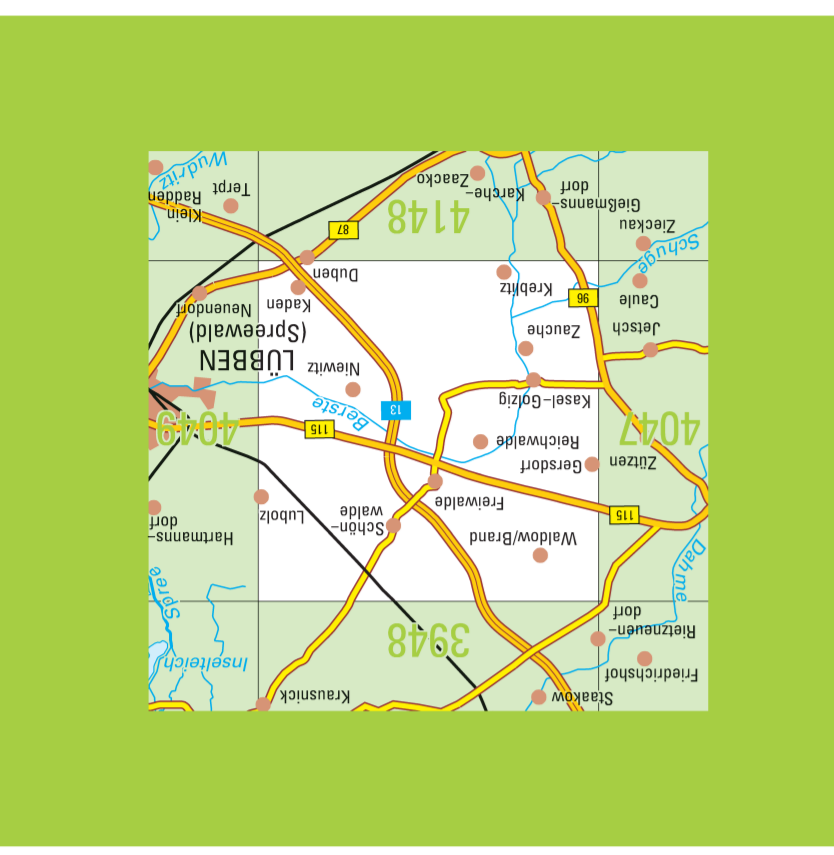 Staakow
Krausnick
Friedrichshof
Rietzneuen-
dorf
3948
Inselteich
Spree
Dahme
Waldow/Brand
Schön-
walde
Hartmanns-
dorf
115
Freiwalde
Lubolz
Zützen
Gersdorf
Reichwalde
4047
115
4049
Kasel-Golzig
13
Berste
Niewitz
LÜBBEN
(Spreewald)
Jetsch
Zauche
Caule
96
Kreblitz
Kaden
Neuendorf
Duben
Schuge
Zieckau
87
4148
Gießmanns-
dorf
Karche-
Zaacko
Terpt
Klein
Radden
Wudritz